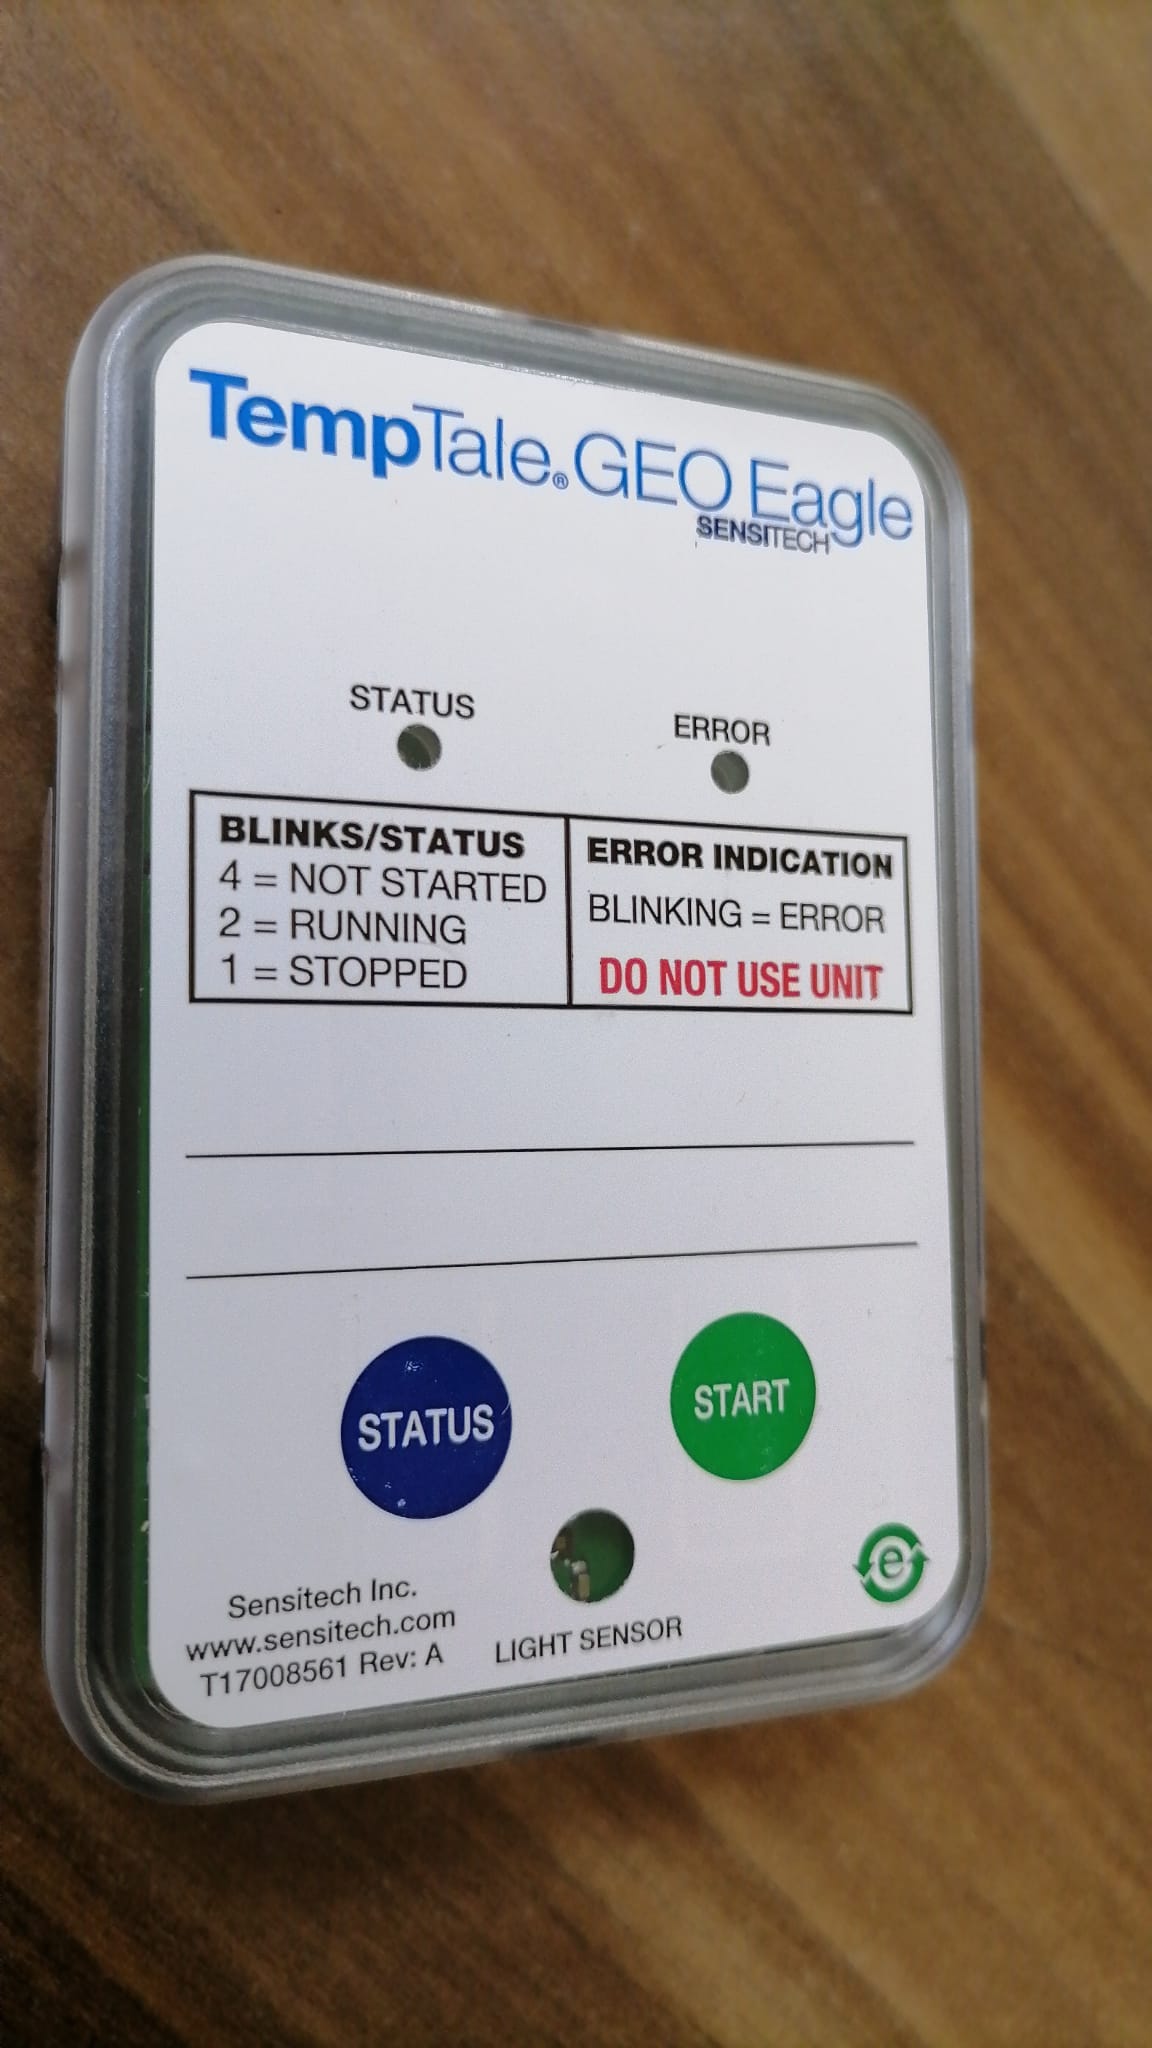 TempTale® GEO Eagle
SENSITECH
STATUS
ERROR
BLINKS/STATUS
4 = NOT STARTED
2 = RUNNING
1 = STOPPED
ERROR INDICATION
BLINKING = ERROR
DO NOT USE UNIT
STATUS
START
Sensitech Inc.
www.sensitech.com
T17008561 Rev: A
LIGHT SENSOR
e